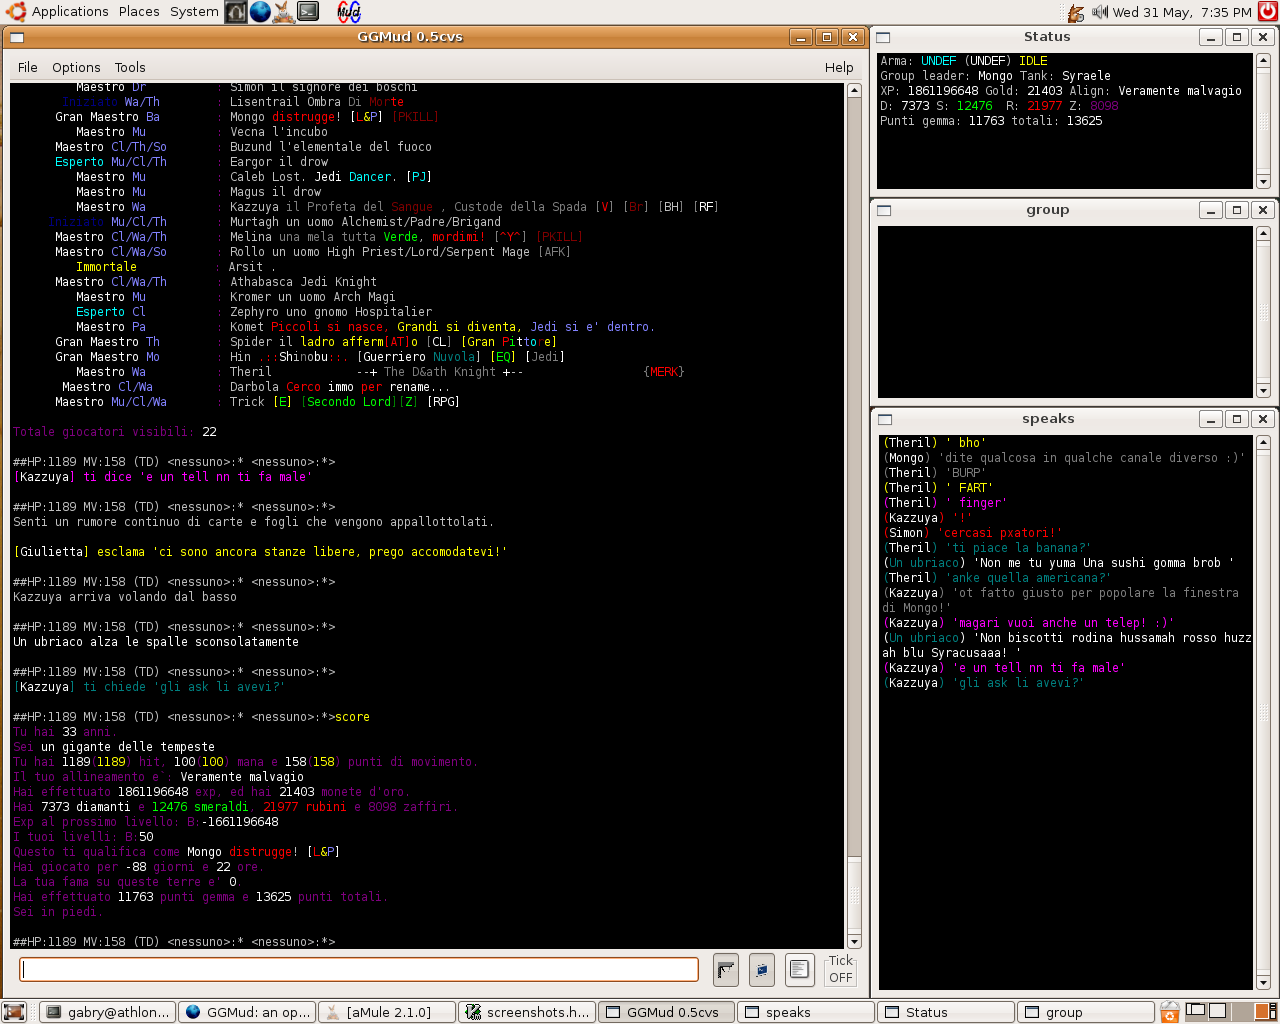 Applications Places System Mud Wed 31 May, 7:35 PM
GGMud 0.5cvs
File Options Tools Help
Maestro Dr : Simon il signore dei boschi
Iniziato Wa/Th : Lisentrail Ombra Di Morte
Gran Maestro Ba : Mongo distrugge! [L&P] [PKILL]
Maestro Mu : Vecna l'incubo
Maestro Cl/Th/So : Buzund l'elementale del fuoco
Esperto Mu/Cl/Th : Eargor il drow
Maestro Mu : Caleb Lost. Jedi Dancer. [PJ]
Maestro Mu : Magus il drow
Maestro Wa : Kazzuya il Profeta del Sangue , Custode della Spada [V] [Br] [BH] [RF]
Iniziato Mu/Cl/Th : Murtagh un uomo Alchemist/Padre/Brigand
Maestro Cl/Wa/Th : Melina una mela tutta Verde, mordimi! [^Y^] [PKILL]
Maestro Cl/Wa/So : Rollo un uomo High Priest/Lord/Serpent Mage [AFK]
Immortale : Arsit .
Maestro Cl/Wa/Th : Athabasca Jedi Knight
Maestro Mu : Kromer un uomo Arch Magi
Esperto Cl : Zephyro uno gnomo Hospitalier
Maestro Pa : Komet Piccoli si nasce, Grandi si diventa, Jedi si e' dentro.
Gran Maestro Th : Spider il ladro afferm[AT]o [CL] [Gran Pittore]
Gran Maestro Mo : Hin .::Shinobu::. [Guerriero Nuvola] [EQ] [Jedi]
Maestro Wa : Theril --+ The D&ath Knight +-- {MERK}
Maestro Cl/Wa : Darbola Cerco immo per rename...
Maestro Mu/Cl/Wa : Trick [E] [Secondo Lord][Z] [RPG]
Totale giocatori visibili: 22
##HP:1189 MV:158 (TD) <nessuno>:* <nessuno>:*>
[Kazzuya] ti dice 'e un tell nn ti fa male'
##HP:1189 MV:158 (TD) <nessuno>:* <nessuno>:*>
Senti un rumore continuo di carte e fogli che vengono appallottolati.
[Giulietta] esclama 'ci sono ancora stanze libere, prego accomodatevi!'
##HP:1189 MV:158 (TD) <nessuno>:* <nessuno>:*>
Kazzuya arriva volando dal basso
##HP:1189 MV:158 (TD) <nessuno>:* <nessuno>:*>
Un ubriaco alza le spalle sconsolatamente
##HP:1189 MV:158 (TD) <nessuno>:* <nessuno>:*>
[Kazzuya] ti chiede 'gli ask li avevi?'
##HP:1189 MV:158 (TD) <nessuno>:* <nessuno>:*>score
Tu hai 33 anni.
Sei un gigante delle tempeste
Tu hai 1189(1189) hit, 100(100) mana e 158(158) punti di movimento.
Il tuo allineamento e`: Veramente malvagio
Hai effettuato 1861196648 exp, ed hai 21403 monete d'oro.
Hai 7373 diamanti e 12476 smeraldi, 21977 rubini e 8098 zaffiri.
Exp al prossimo livello: B:-1661196648
I tuoi livelli: B:50
Questo ti qualifica come Mongo distrugge! [L&P]
Hai giocato per -88 giorni e 22 ore.
La tua fama su queste terre e' 0.
Hai effettuato 11763 punti gemma e 13625 punti totali.
Sei in piedi.
##HP:1189 MV:158 (TD) <nessuno>:* <nessuno>:*>
Tick
OFF
Status
Arma: UNDEF (UNDEF) IDLE
Group leader: Mongo Tank: Syraele
XP: 1861196648 Gold: 21403 Align: Veramente malvagio
D: 7373 S: 12476 R: 21977 Z: 8098
Punti gemma: 11763 totali: 13625
group
speaks
(Theril) ' bho'
(Mongo) 'dite qualcosa in qualche canale diverso :)'
(Theril) 'BURP'
(Theril) ' FART'
(Theril) ' finger'
(Kazzuya) '!'
(Simon) 'cercasi pxatori!'
(Theril) 'ti piace la banana?'
(Un ubriaco) 'Non me tu yuma Una sushi gomma brob '
(Theril) 'anke quella americana?'
(Kazzuya) 'ot fatto giusto per popolare la finestra
di Mongo!'
(Kazzuya) 'magari vuoi anche un telep! :)'
(Un ubriaco) 'Non biscotti rodina hussamah rosso huzz
ah blu Syracusaaa! '
(Kazzuya) 'e un tell nn ti fa male'
(Kazzuya) 'gli ask li avevi?'
gabry@athlon... GGMud: an op... [aMule 2.1.0] screenshots.h... GGMud 0.5cvs speaks Status group